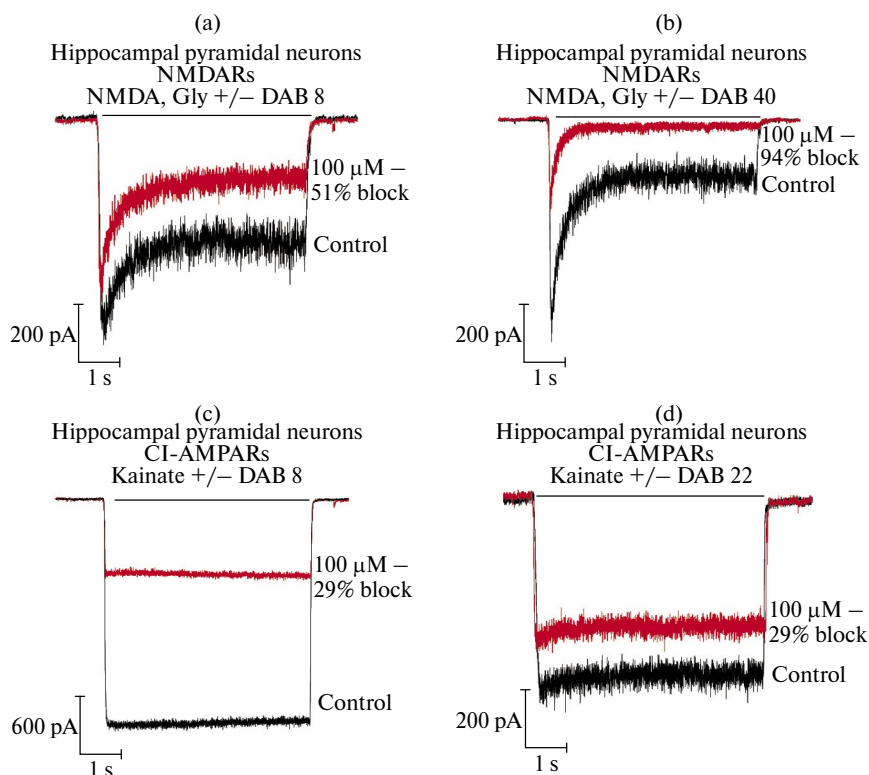 (a)
Hippocampal pyramidal neurons
NMDARs
NMDA, Gly +/− DAB 8
100 μM −
51% block
Control
200 pA
1 s
(b)
Hippocampal pyramidal neurons
NMDARs
NMDA, Gly +/− DAB 40
100 μM −
94% block
Control
200 pA
1 s
(c)
Hippocampal pyramidal neurons
CI-AMPARs
Kainate +/− DAB 8
100 μM −
29% block
Control
600 pA
1 s
(d)
Hippocampal pyramidal neurons
CI-AMPARs
Kainate +/− DAB 22
100 μM −
29% block
Control
200 pA
1 s